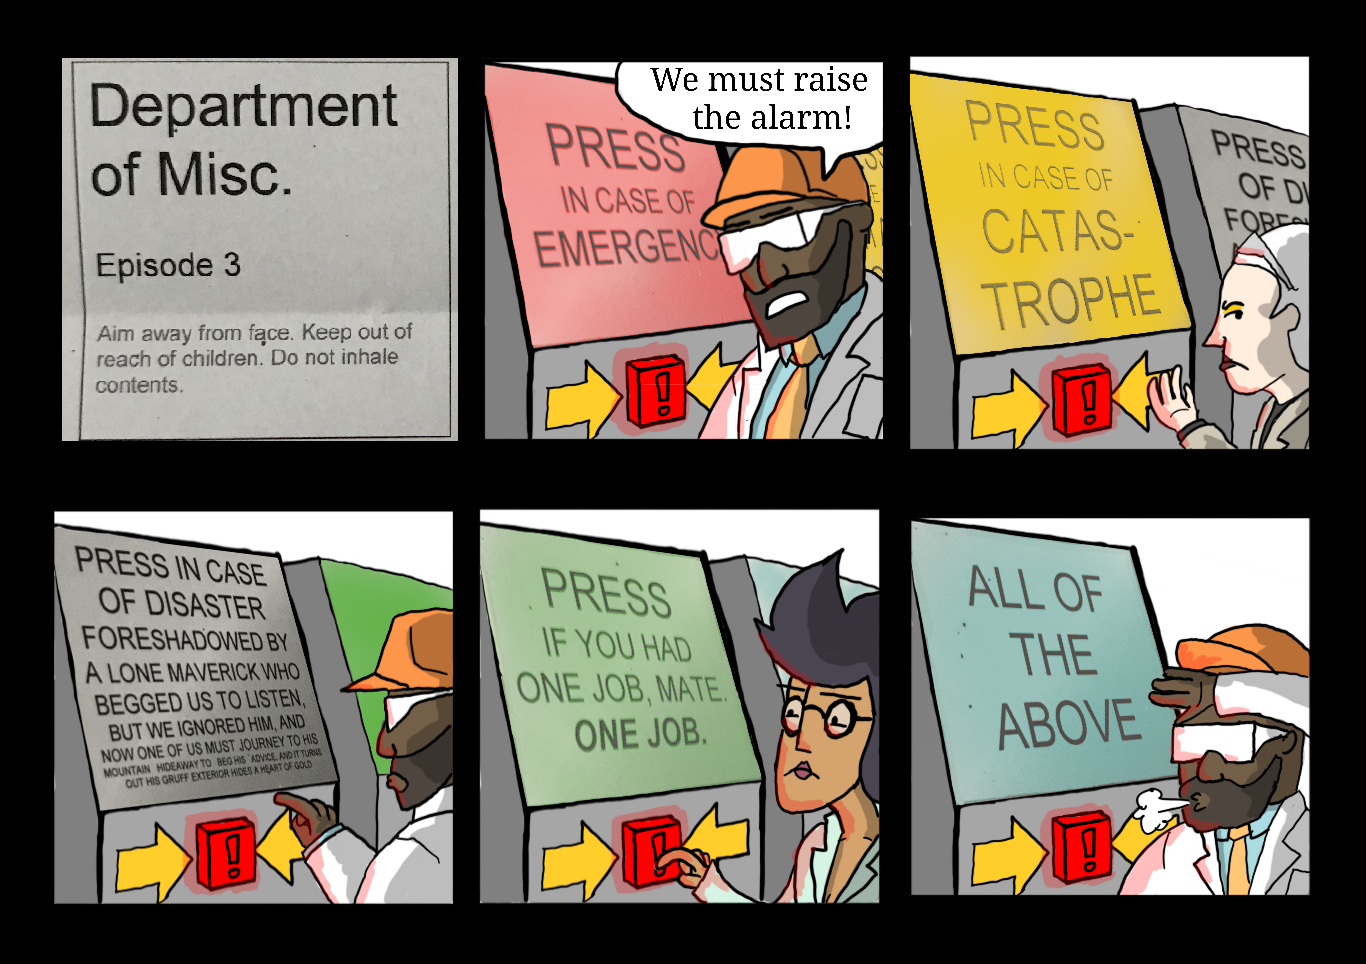 Department
of Misc.
Episode 3
Aim away from face. Keep out of
reach of children. Do not inhale
contents.
We must raise
the alarm!
PRESS
IN CASE OF
EMERGENC
!
PRESS
IN CASE OF
CATAS-
TROPHE
!
PRESS
OF DI
FORES
PRESS IN CASE
OF DISASTER
FORESHADOWED BY
A LONE MAVERICK WHO
BEGGED US TO LISTEN,
BUT WE IGNORED HIM, AND
NOW ONE OF US MUST JOURNEY TO HIS
MOUNTAIN HIDEAWAY TO BEG HIS ADVICE, AND IT TURNS
OUT HIS GRUFF EXTERIOR HIDES A HEART OF GOLD
!
PRESS
IF YOU HAD
ONE JOB, MATE.
ONE JOB.
!
ALL OF
THE
ABOVE
!